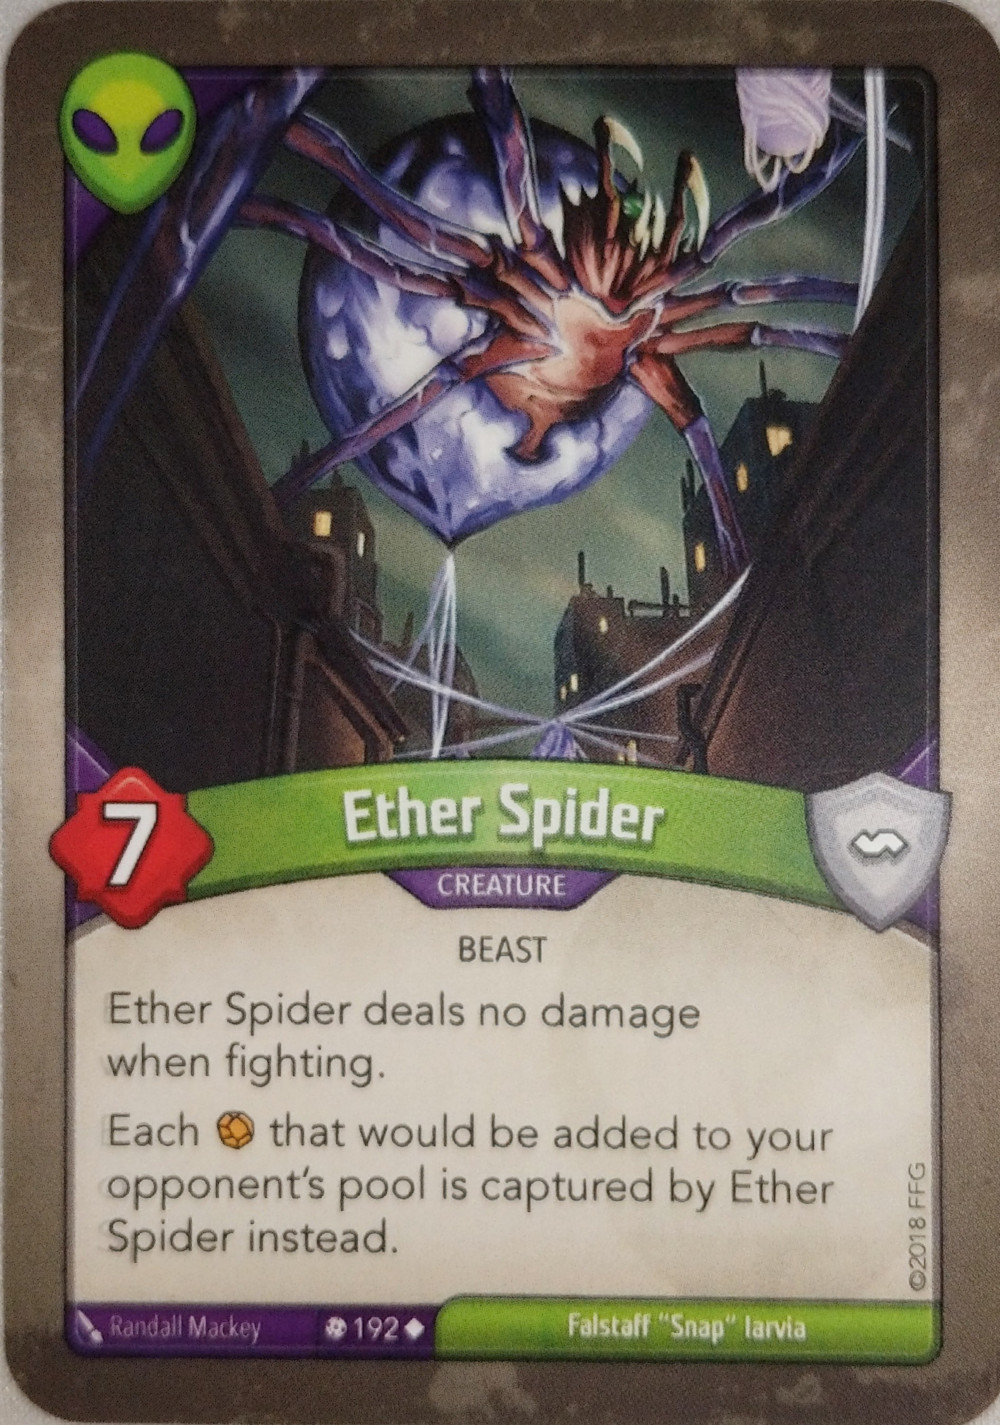 7
Ether Spider
CREATURE
BEAST
Ether Spider deals no damage
when fighting.
Each that would be added to your
opponent's pool is captured by Ether
Spider instead.
©2018 FFG
Randall Mackey
192
Falstaff "Snap" Iarvia